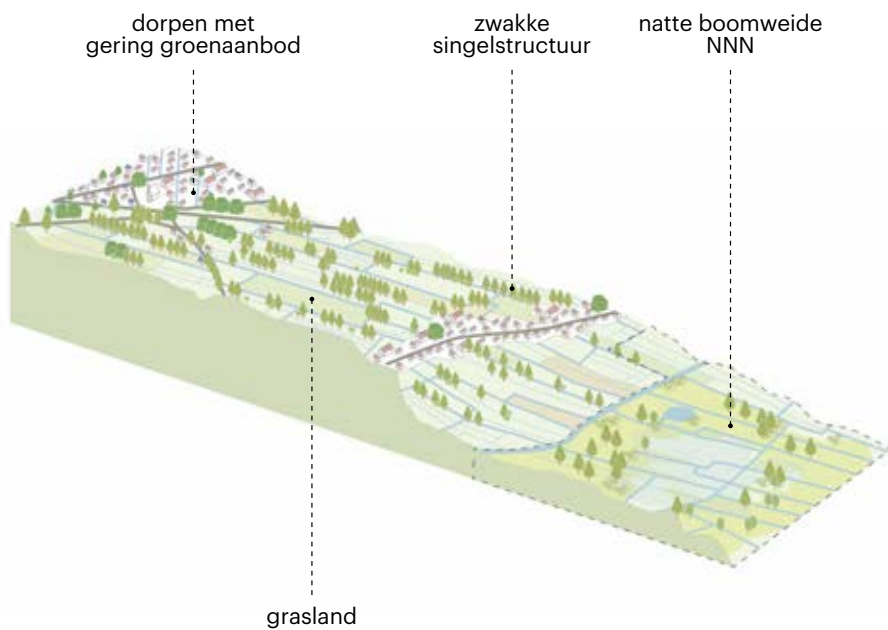 dorpen met
gering groenaanbod
zwakke
singelstructuur
natte boomweide
NNN
grasland